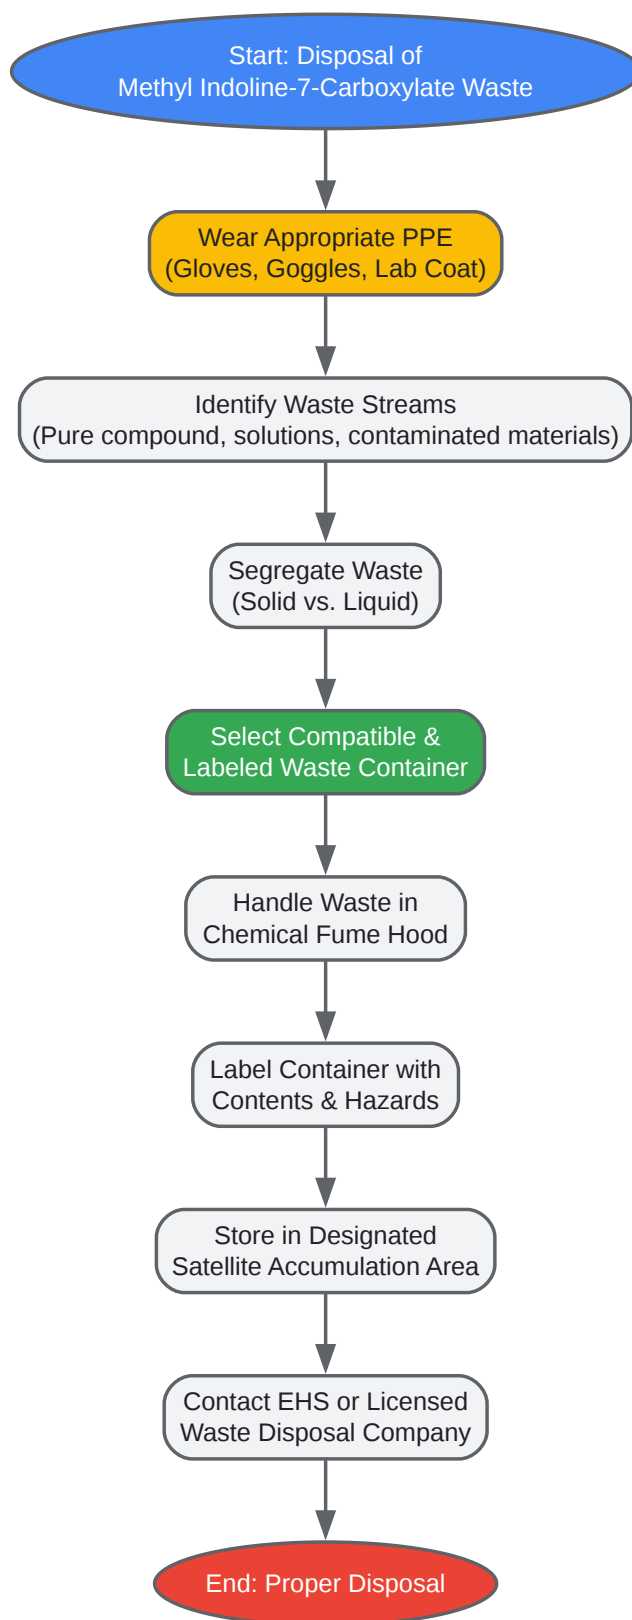 Start: Disposal of
Methyl Indoline-7-Carboxylate Waste
Wear Appropriate PPE
(Gloves, Goggles, Lab Coat)
Identify Waste Streams
(Pure compound, solutions, contaminated materials)
Segregate Waste
(Solid vs. Liquid)
Select Compatible &
Labeled Waste Container
Handle Waste in
Chemical Fume Hood
Label Container with
Contents & Hazards
Store in Designated
Satellite Accumulation Area
Contact EHS or Licensed
Waste Disposal Company
End: Proper Disposal